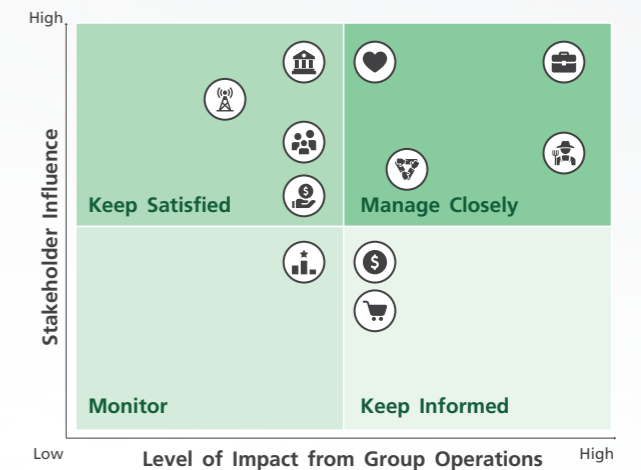 High
Stakeholder Influence
Keep Satisfied
Manage Closely
$
$
Monitor
Keep Informed
Low
Level of Impact from Group Operations
High